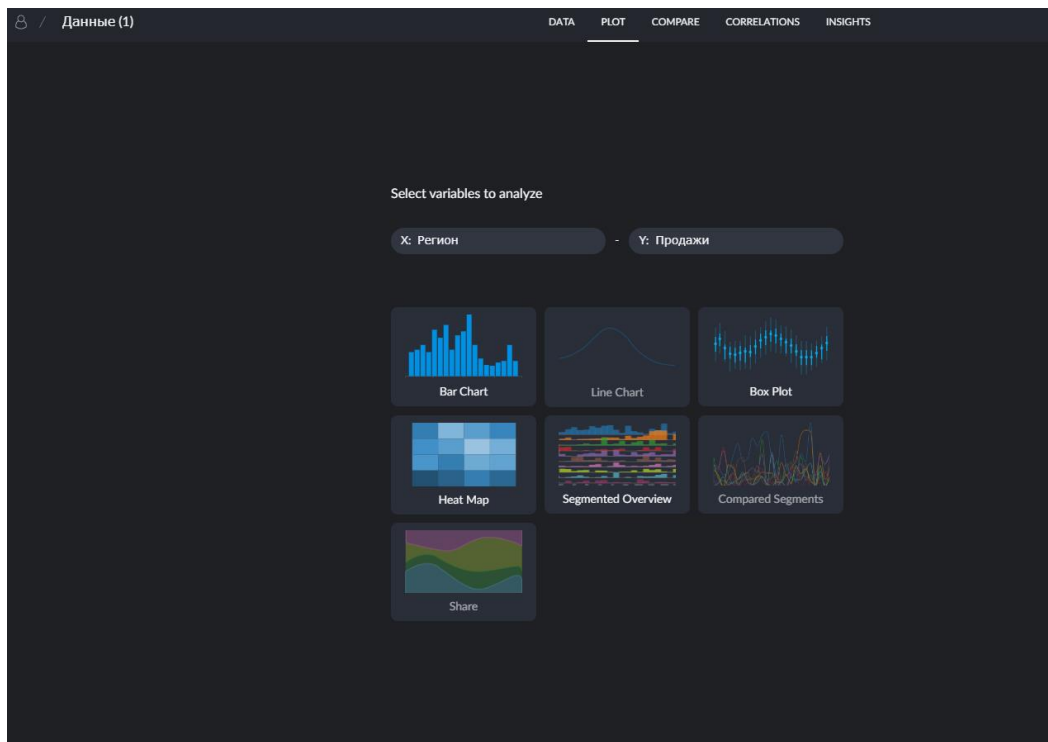 / Данные (1) DATA PLOT COMPARE CORRELATIONS INSIGHTS
Select variables to analyze
X: Регион - Y: Продажи
Bar Chart Line Chart Box Plot
Heat Map Segmented Overview Compared Segments
Share